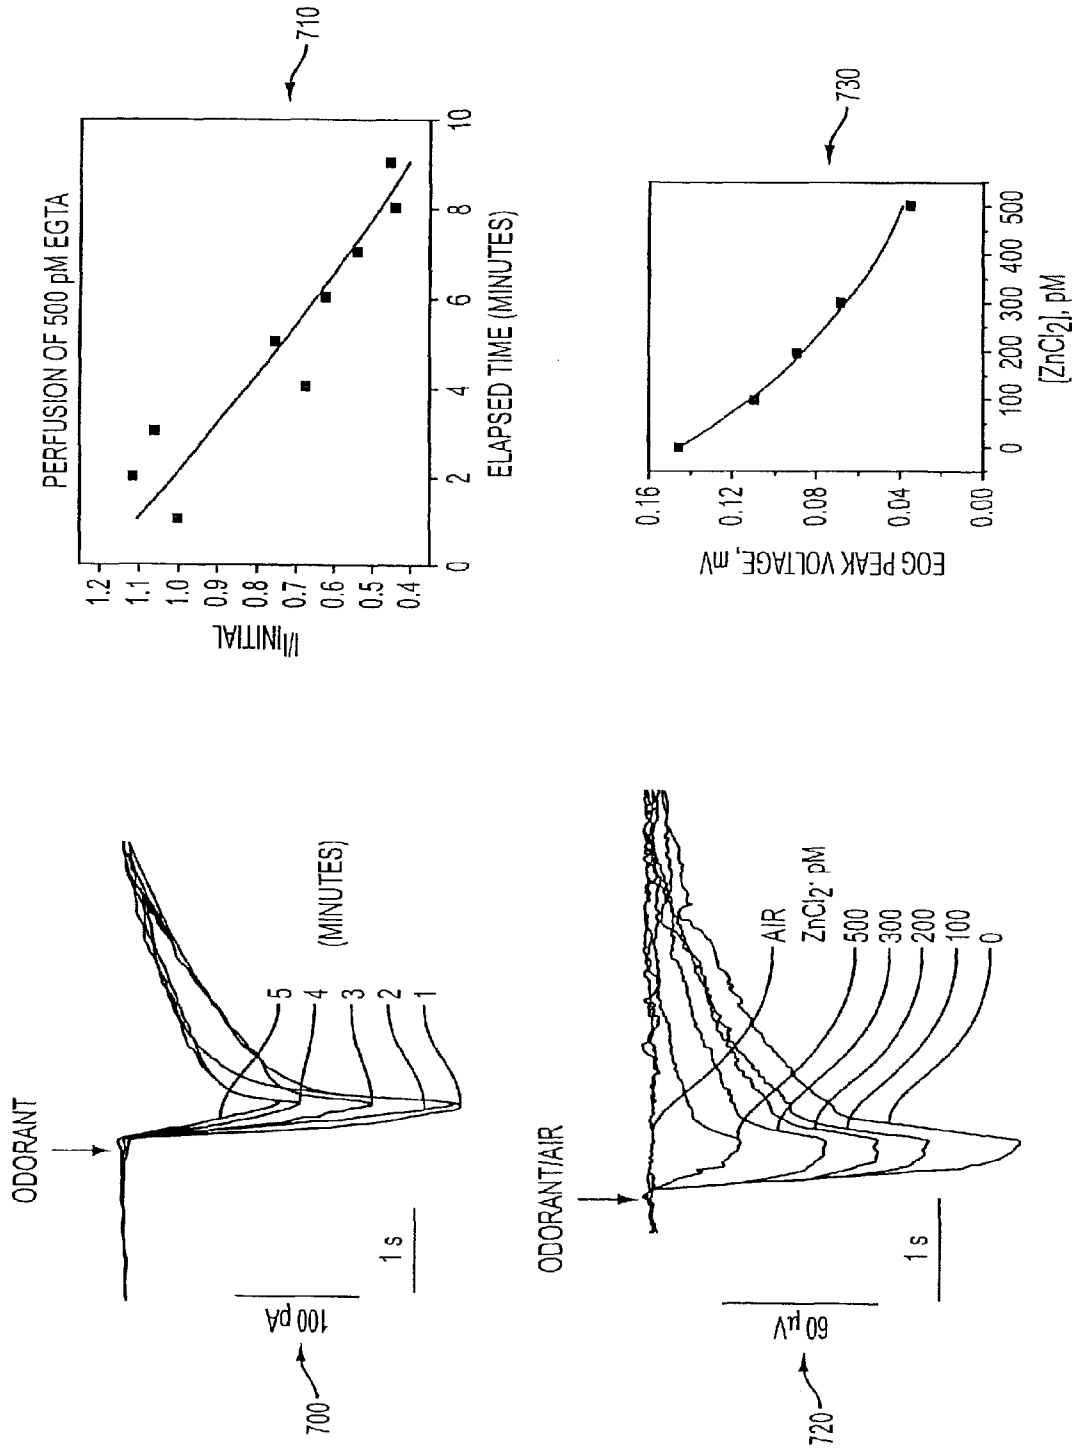 ODORANT
5
4
3
2
1
(MINUTES)
100 pA
1 s
700
PERFUSION OF 500 pM EGTA
I/IINITIAL
1.2
1.1
1.0
0.9
0.8
0.7
0.6
0.5
0.4
0 2 4 6 8 10
ELAPSED TIME (MINUTES)
710
ODORANT/AIR
AIR
ZnCl2, pM
500
300
200
100
0
60 μV
1 s
720
EOG PEAK VOLTAGE, mV
0.16
0.12
0.08
0.04
0.00
0 100 200 300 400 500
[ZnCl2], pM
730